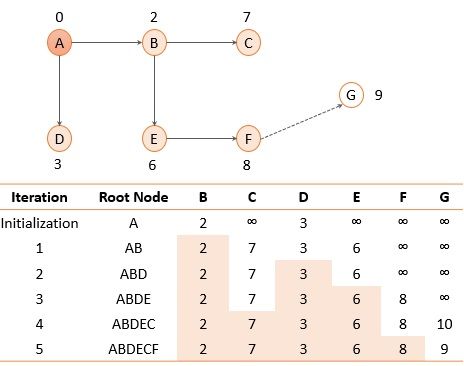 0 2 7
A B C
G 9
D E F
3 6 8
Iteration Root Node B C D E F G
Initialization A 2 ∞ 3 ∞ ∞ ∞
1 AB 2 7 3 6 ∞ ∞
2 ABD 2 7 3 6 ∞ ∞
3 ABDE 2 7 3 6 8 ∞
4 ABDEC 2 7 3 6 8 10
5 ABDECF 2 7 3 6 8 9